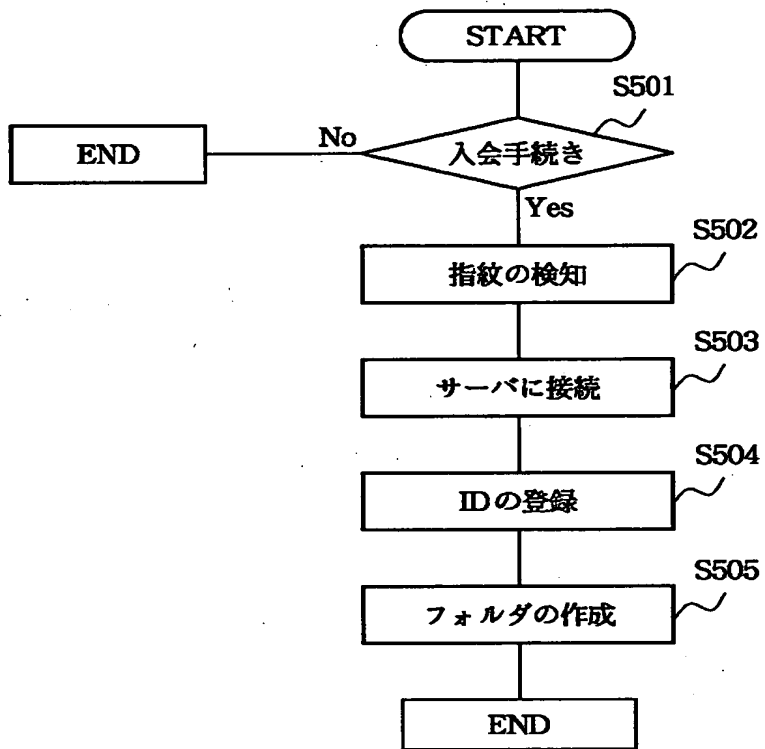 START
S501
END
No
入会手続き
Yes
S502
指紋の検知
S503
サーバに接続
S504
IDの登録
S505
フォルダの作成
END